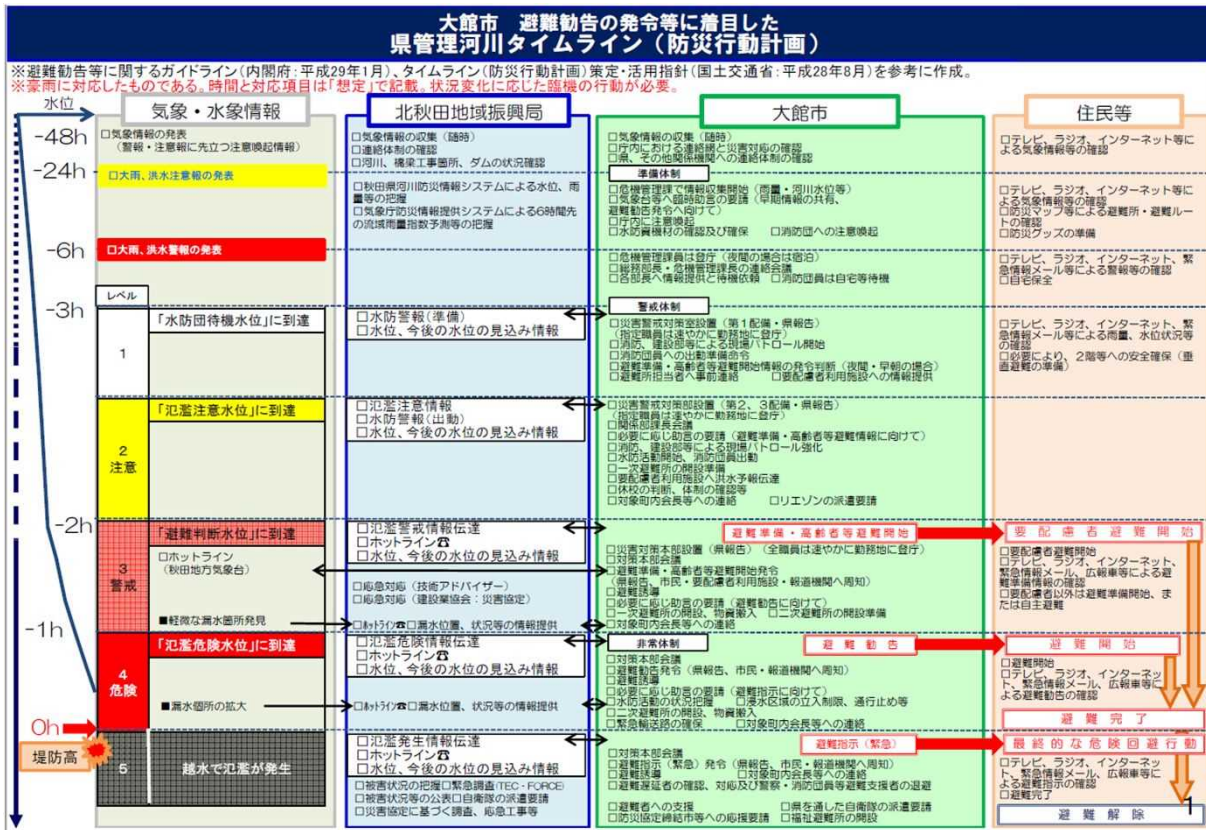 大館市　避難勧告の発令等に着目した
県管理河川タイムライン（防災行動計画）
※避難勧告等に関するガイドライン(内閣府：平成29年1月)、タイムライン(防災行動計画)策定・活用指針(国土交通省：平成28年8月)を参考に作成。
※豪雨に対応したものである。時間と対応項目は「想定」で記載。状況変化に応じた臨機の行動が必要。
水位
-48h
-24h
-6h
-3h
-2h
-1h
0h
堤防高
気象・水象情報
□気象情報の発表
（警報・注意報に先立つ注意喚起情報）
□大雨、洪水注意報の発表
□大雨、洪水警報の発表
レベル
1
「水防団待機水位」に到達
2
注意
「氾濫注意水位」に到達
3
警戒
「避難判断水位」に到達
□ホットライン
（秋田地方気象台）
■軽微な漏水箇所発見
4
危険
「氾濫危険水位」に到達
■漏水個所の拡大
5
越水で氾濫が発生
北秋田地域振興局
□気象情報の収集（随時）
□連絡体制の確認
□河川、橋梁工事箇所、ダムの状況確認
□秋田県河川防災情報システムによる水位、雨
量等の把握
□気象庁防災情報提供システムによる6時間先
の流域雨量指数予測等の把握
□水防警報（準備）
□水位、今後の水位の見込み情報
□氾濫注意情報
□水防警報（出動）
□水位、今後の水位の見込み情報
□氾濫警戒情報伝達
□ホットライン☎
□水位、今後の水位の見込み情報
□応急対応（技術アドバイザー）
□応急対応（建設業協会：災害協定）
□ﾎｯﾄﾗｲﾝ☎□漏水位置、状況等の情報提供
□氾濫危険情報伝達
□ホットライン☎
□水位、今後の水位の見込み情報
□ﾎｯﾄﾗｲﾝ☎□漏水位置、状況等の情報提供
□氾濫発生情報伝達
□ホットライン☎
□水位、今後の水位の見込み情報
□被害状況の把握□緊急調査(TEC-FORCE)
□被害状況等の公表□自衛隊の派遣要請
□災害協定に基づく調査、応急工事等
大館市
□気象情報の収集（随時）
□庁内における連絡網と災害対応の確認
□県、その他関係機関への連絡体制の確認
準備体制
□危機管理課で情報収集開始（雨量・河川水位等）
□気象台等へ臨時助言の要請（早期情報の共有、
避難勧告発令へ向けて）
□庁内に注意喚起
□水防資機材の確認及び確保　□消防団への注意喚起
□危機管理課員は登庁（夜間の場合は宿泊）
□総務部長・危機管理課長の連絡会議
□各部長へ情報提供と待機依頼　□消防団員は自宅等待機
警戒体制
□災害警戒対策室設置（第1配備・県報告）
（指定職員は速やかに勤務地に登庁）
□消防、建設部等による現場パトロール開始
□消防団員への出動準備命令
□避難準備・高齢者等避難開始情報の発令判断（夜間・早朝の場合）
□避難所担当者へ事前連絡　□要配慮者利用施設への情報提供
□災害警戒対策部設置（第2、3配備・県報告）
（指定職員は速やかに勤務地に登庁）
□関係部課長会議
□必要に応じ助言の要請（避難準備・高齢者等避難情報に向けて）
□消防、建設部等による現場パトロール強化
□水防活動開始、消防団員出動
□一次避難所の開設準備
□要配慮者利用施設へ洪水予報伝達
□休校の判断、体制の確認等
□対象町内会長等への連絡　□リエゾンの派遣要請
避難準備・高齢者等避難開始
□災害対策本部設置（県報告）（全職員は速やかに勤務地に登庁）
□対策本部会議
□避難準備・高齢者等避難開始発令
（県報告、市民・要配慮者利用施設・報道機関へ周知）
□避難誘導
□必要に応じ助言の要請（避難勧告に向けて）
□一次避難所の開設、物資搬入　□二次避難所の開設準備
□対象町内会長等への連絡
非常体制
避難勧告
□対策本部会議
□避難勧告発令（県報告、市民・報道機関へ周知）
□避難誘導
□必要に応じ助言の要請（避難指示に向けて）
□水防活動の状況把握　□浸水区域の立入制限、通行止め等
□二次避難所の開設、物資搬入
□緊急輸送路の確保　□対象町内会長等への連絡
避難指示（緊急）
□対策本部会議
□避難指示（緊急）発令（県報告、市民・報道機関へ周知）
□避難誘導　□対象町内会長等への連絡
□避難遅延者の確認、対応及び警察・消防団員等避難支援者の退避
□避難者への支援　□県を通した自衛隊の派遣要請
□防災協定締結市等への応援要請　□福祉避難所の開設
住民等
□テレビ、ラジオ、インターネット等に
よる気象情報等の確認
□テレビ、ラジオ、インターネット等に
よる気象情報等の確認
□防災マップ等による避難所・避難ルー
トの確認
□防災グッズの準備
□テレビ、ラジオ、インターネット、緊
急情報メール等による警報等の確認
□自宅保全
□テレビ、ラジオ、インターネット、緊
急情報メール等による雨量、水位状況等
の確認
□必要により、2階等への安全確保（垂
直避難の準備）
要配慮者避難開始
□要配慮者避難開始
□テレビ、ラジオ、インターネット、
緊急情報メール、広報車等による避
難準備情報の確認
□要配慮者以外は避難準備開始、ま
たは自主避難
避難開始
□避難開始
□テレビ、ラジオ、インターネッ
ト、緊急情報メール、広報車等に
よる避難勧告の確認
避難完了
最終的な危険回避行動
□テレビ、ラジオ、インターネッ
ト、緊急情報メール、広報車等に
よる避難指示の確認
□避難完了
避難解除
1